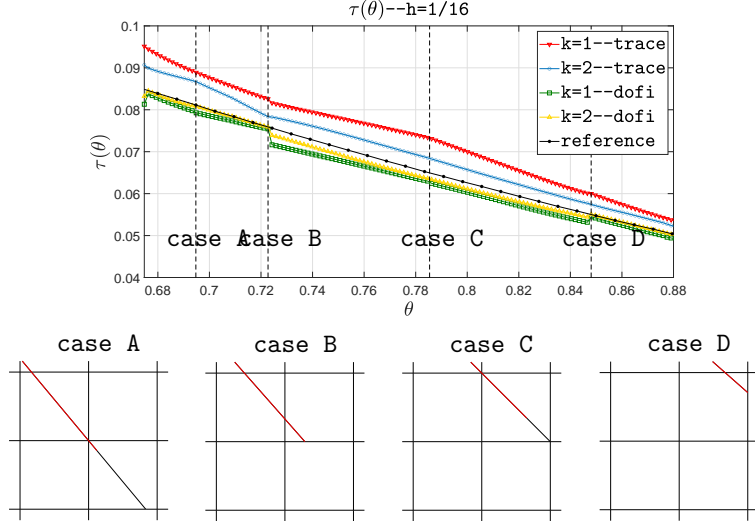 τ(θ)--h=1/16
0.1
0.09
0.08
0.07
0.06
0.05
0.04
τ(θ)
k=1--trace
k=2--trace
k=1--dofi
k=2--dofi
reference
case A
case B
case C
case D
0.68
0.7
0.72
0.74
0.76
0.78
0.8
0.82
0.84
0.86
0.88
θ
case A
case B
case C
case D